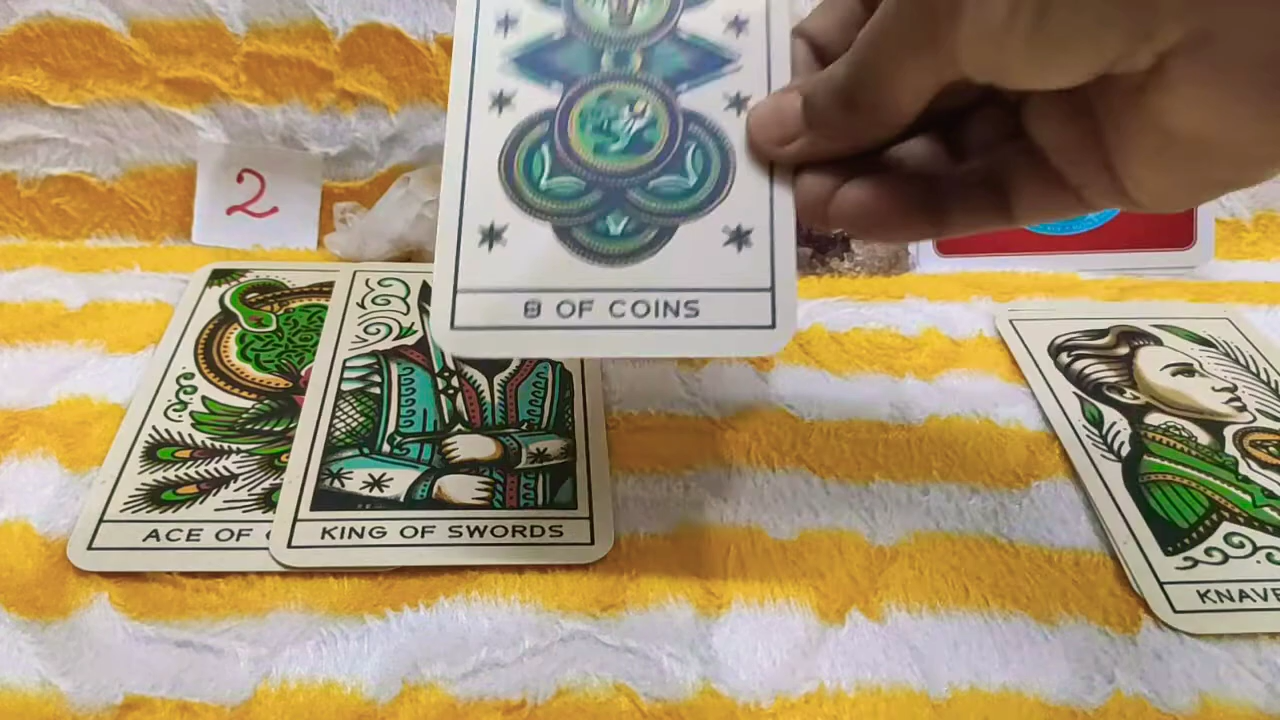 2
8 OF COINS
ACE OF
KING OF SWORDS
KNAVE